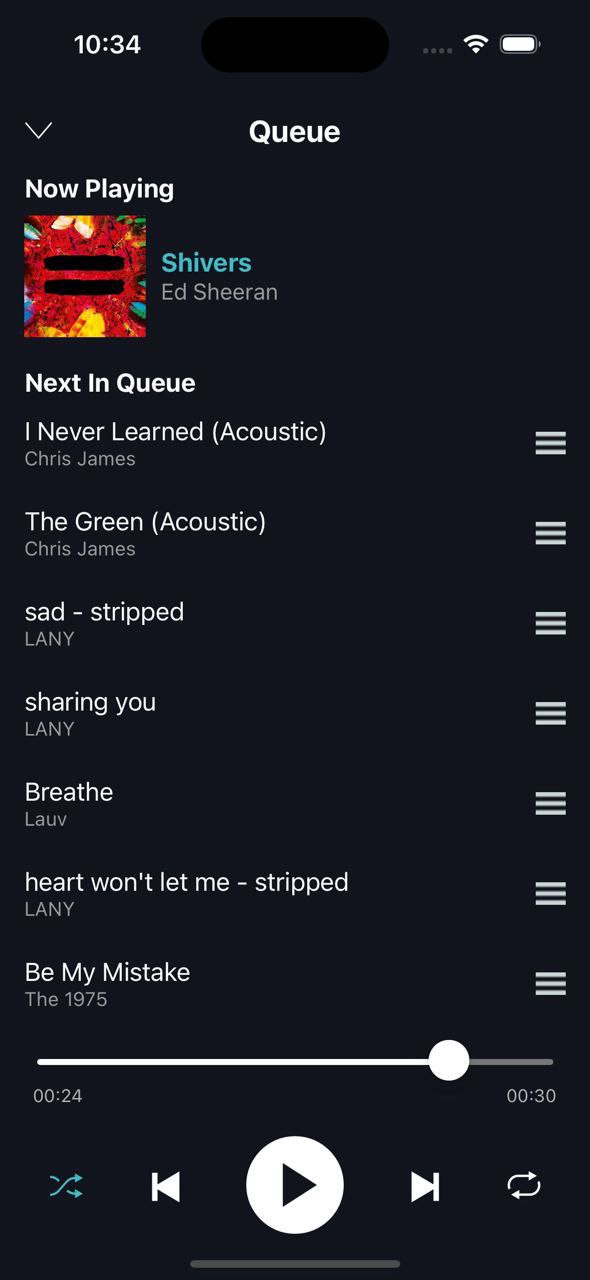 10:34
Queue
Now Playing
Shivers
Ed Sheeran
Next In Queue
I Never Learned (Acoustic)
Chris James
The Green (Acoustic)
Chris James
sad - stripped
LANY
sharing you
LANY
Breathe
Lauv
heart won't let me - stripped
LANY
Be My Mistake
The 1975
00:24
00:30